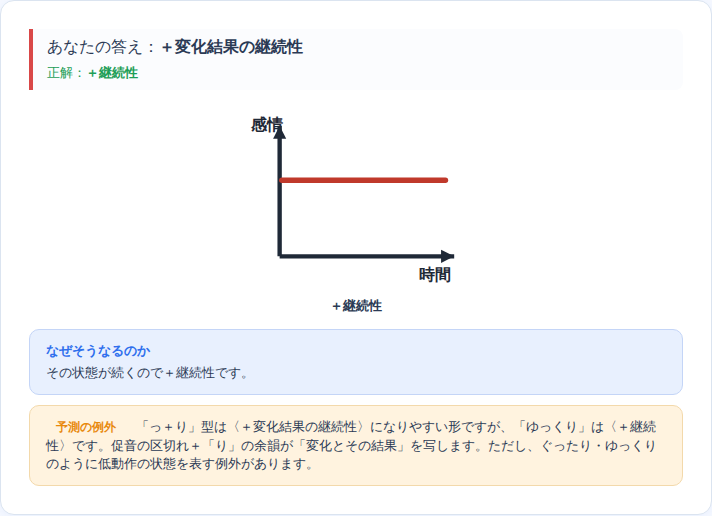 あなたの答え：＋変化結果の継続性
正解：＋継続性
感情
時間
＋継続性
なぜそうなるのか
その状態が続くので＋継続性です。
予測の例外　「っ＋り」型は〈＋変化結果の継続性〉になりやすい形ですが、「ゆっくり」は〈＋継続
性〉です。促音の区切れ＋「り」の余韻が「変化とその結果」を写します。ただし、ぐったり・ゆっくり
のように低動作の状態を表す例外があります。